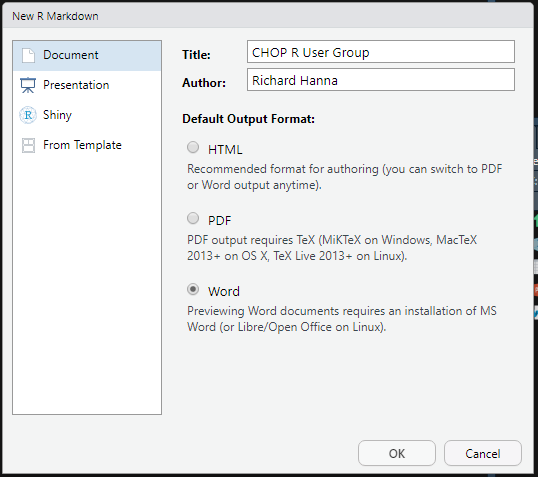 New R Markdown
Document
Presentation
R Shiny
From Template
Title: CHOP R User Group
Author: Richard Hanna
Default Output Format:
HTML
Recommended format for authoring (you can switch to PDF
or Word output anytime).
PDF
PDF output requires TeX (MiKTeX on Windows, MacTeX
2013+ on OS X, TeX Live 2013+ on Linux).
Word
Previewing Word documents requires an installation of MS
Word (or Libre/Open Office on Linux).
OK Cancel